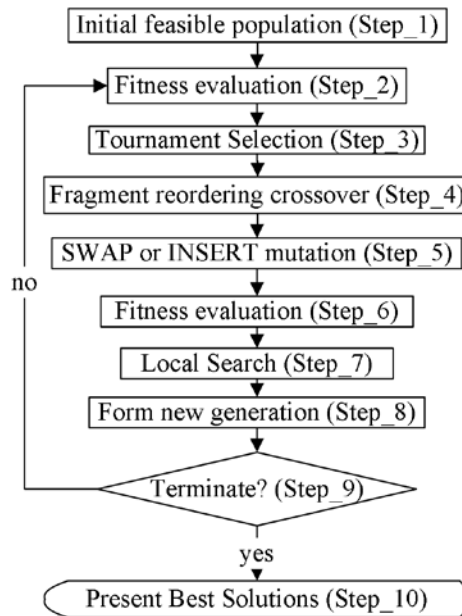 Initial feasible population (Step_1)
Fitness evaluation (Step_2)
Tournament Selection (Step_3)
Fragment reordering crossover (Step_4)
SWAP or INSERT mutation (Step_5)
no
Fitness evaluation (Step_6)
Local Search (Step_7)
Form new generation (Step_8)
Terminate? (Step_9)
yes
Present Best Solutions (Step_10)